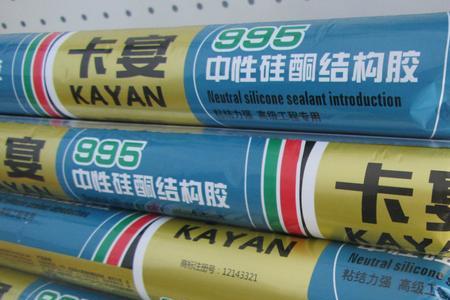 卡宴
KAYAN
995
中性硅酮结构胶
Neutral silicone sealant introduction
粘结力强 高级工程专用
宴
YAN
995
中性硅酮结构胶
卡宴
KAYAN
Neutral silicone
粘结力强 高级工
KAYAN
商标注册号:12143321